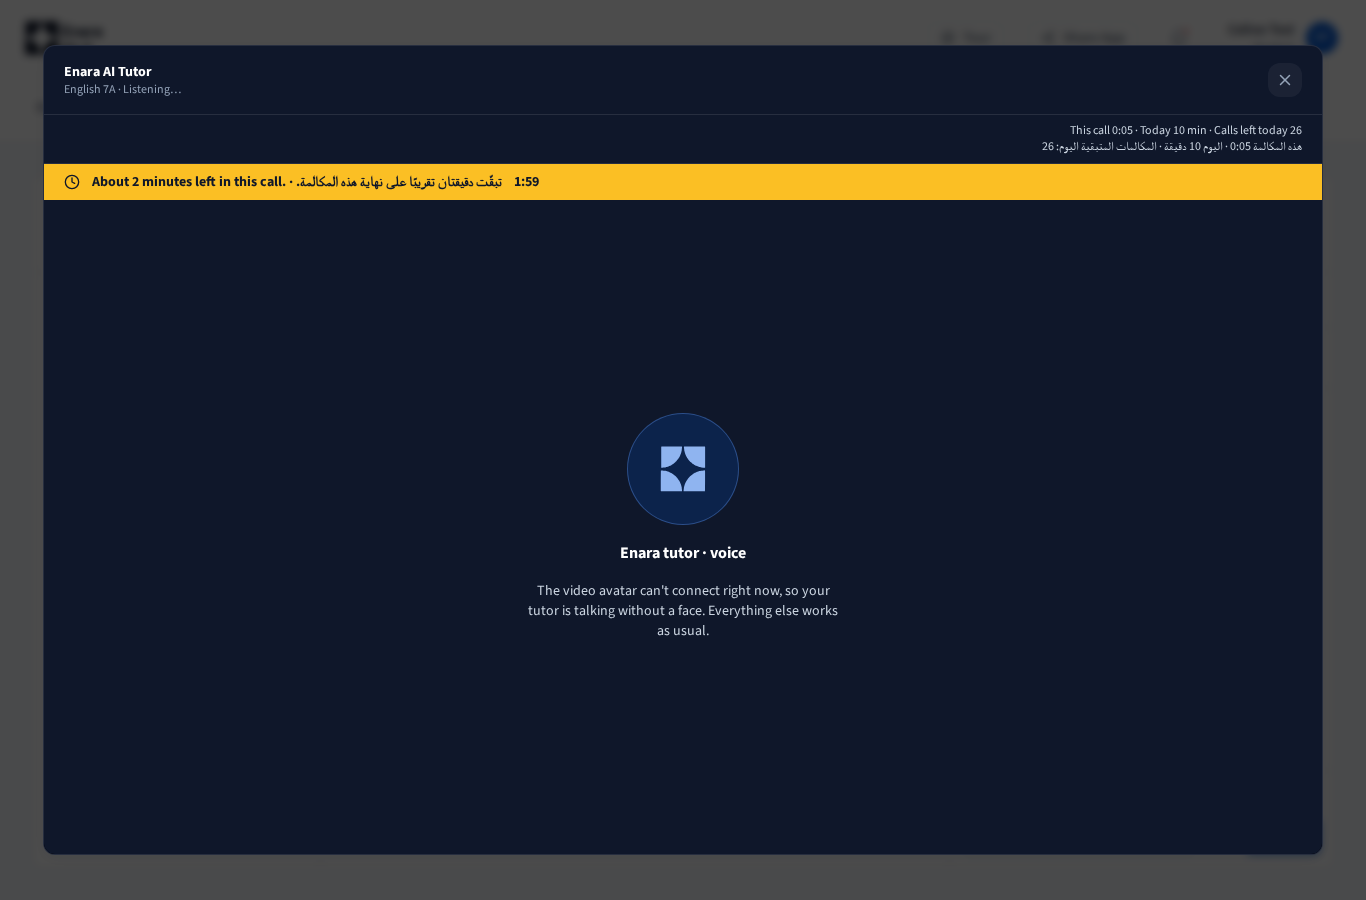 Enara AI Tutor
English 7A · Listening…
This call 0:05 · Today 10 min · Calls left today 26
هذه المكالمة 0:05 · اليوم 10 دقيقة · المكالمات المتبقية اليوم: 26
About 2 minutes left in this call. · تبقّت دقيقتان تقريبًا على نهاية هذه المكالمة. 1:59
Enara tutor · voice
The video avatar can't connect right now, so your
tutor is talking without a face. Everything else works
as usual.